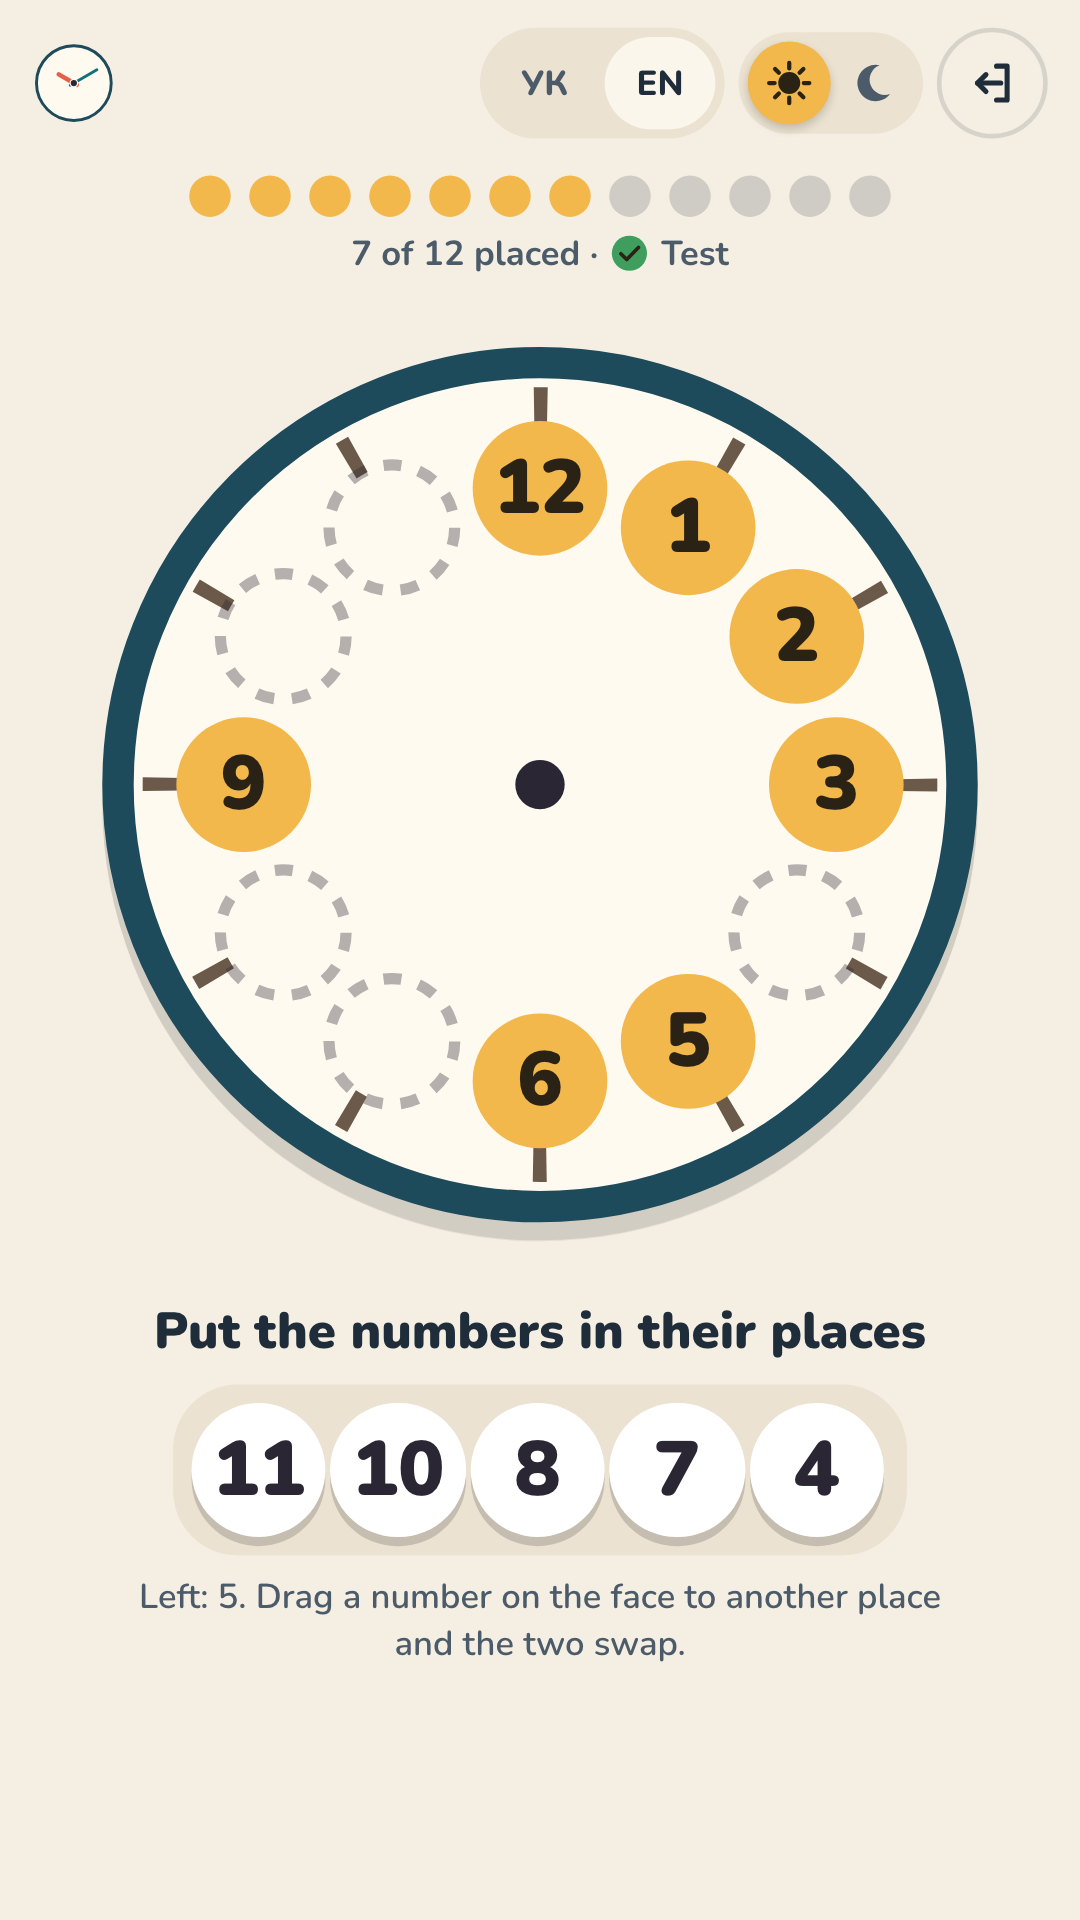 УК EN
7 of 12 placed · Test
12
1
2
3
9
5
6
Put the numbers in their places
11 10 8 7 4
Left: 5. Drag a number on the face to another place
and the two swap.